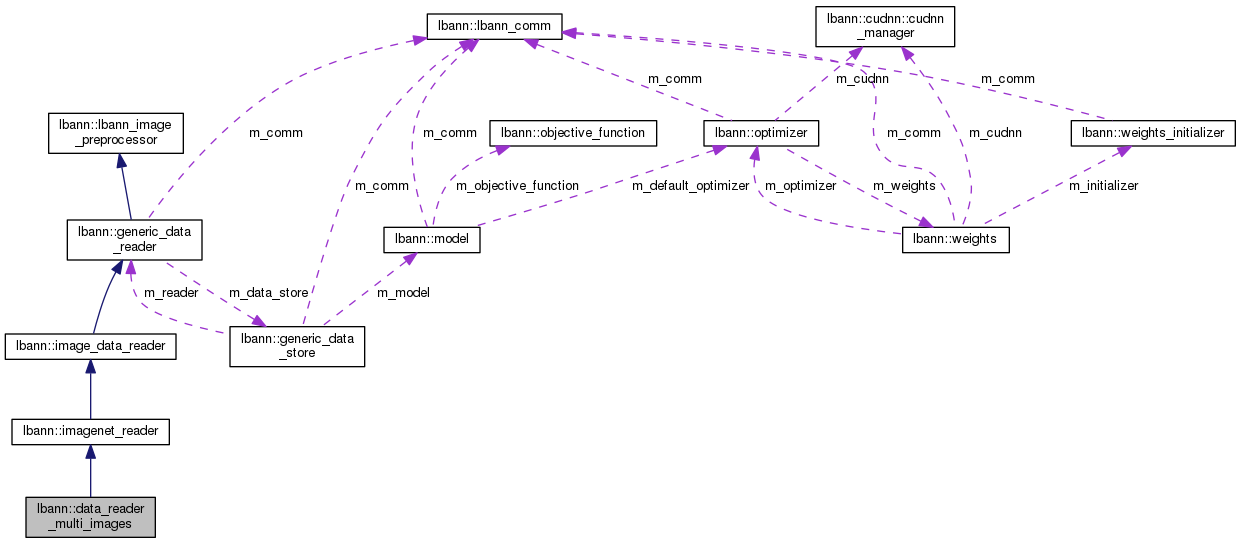 lbann::lbann_comm
lbann::cudnn::cudnn
_manager
m_comm
m_cudnn
m_comm
lbann::lbann_image
_preprocessor
m_comm
m_comm
lbann::objective_function
lbann::optimizer
m_comm
m_cudnn
lbann::weights_initializer
m_comm
m_objective_function
m_default_optimizer
m_optimizer
m_weights
m_initializer
lbann::generic_data
_reader
lbann::model
lbann::weights
m_reader
m_data_store
m_model
lbann::image_data_reader
lbann::generic_data
_store
lbann::imagenet_reader
lbann::data_reader
_multi_images